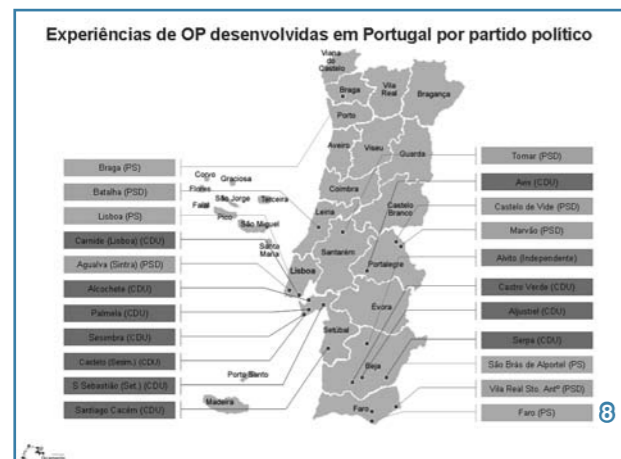 Experiências de OP desenvolvidas em Portugal por partido político
Viana do
Castelo
Braga
Vila
Real
Bragança
Porto
Aveiro
Viseu
Guarda
Coimbra
Castelo
Branco
Leiria
Santarém
Portalegre
Lisboa
Évora
Setúbal
Beja
Faro
Corvo
Graciosa
Flores
São Jorge
Terceira
Faial
Pico
São Miguel
Santa
Maria
Porto Santo
Madeira
Braga (PS)
Batalha (PSD)
Lisboa (PS)
Carnide (Lisboa) (CDU)
Agualva (Sintra) (PSD)
Alcochete (CDU)
Palmela (CDU)
Sesimbra (CDU)
Castelo (Sesim.) (CDU)
S Sebastião (Set.) (CDU)
Santiago Cacém (CDU)
Tomar (PSD)
Avis (CDU)
Castelo de Vide (PSD)
Marvão (PSD)
Alvito (Independente)
Castro Verde (CDU)
Aljustrel (CDU)
Serpa (CDU)
São Brás de Alportel (PS)
Vila Real Sto. Antº (PSD)
Faro (PS)
8